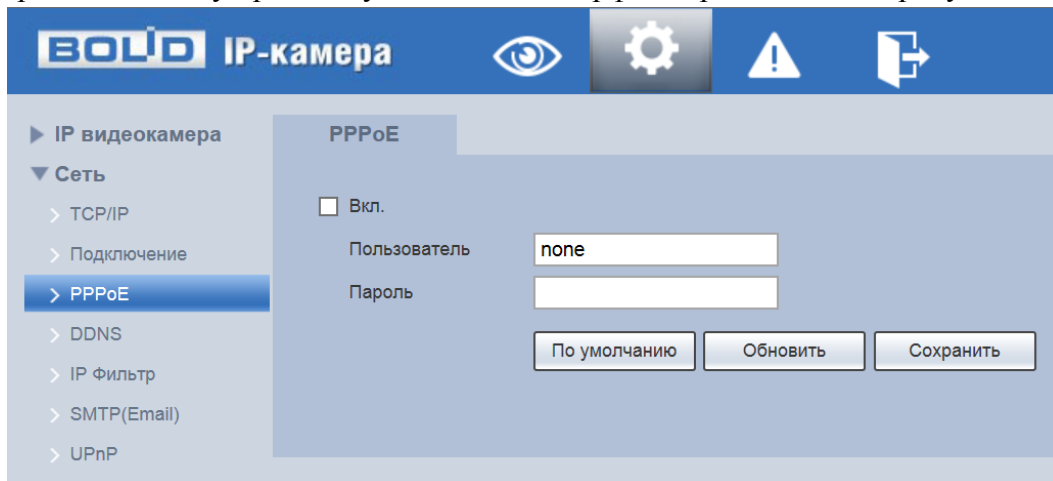 BOLID IP-камера
IP видеокамера
PPPoE
Сеть
TCP/IP
Вкл.
Подключение
Пользователь none
PPPoE
Пароль
DDNS
По умолчанию Обновить Сохранить
IP Фильтр
SMTP(Email)
UPnP